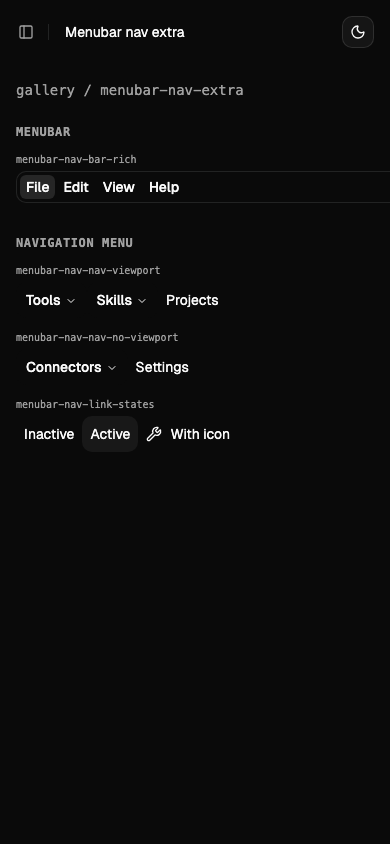 Menubar nav extra
gallery / menubar-nav-extra
MENUBAR
menubar-nav-bar-rich
File Edit View Help
NAVIGATION MENU
menubar-nav-nav-viewport
Tools Skills Projects
menubar-nav-nav-no-viewport
Connectors Settings
menubar-nav-link-states
Inactive Active With icon